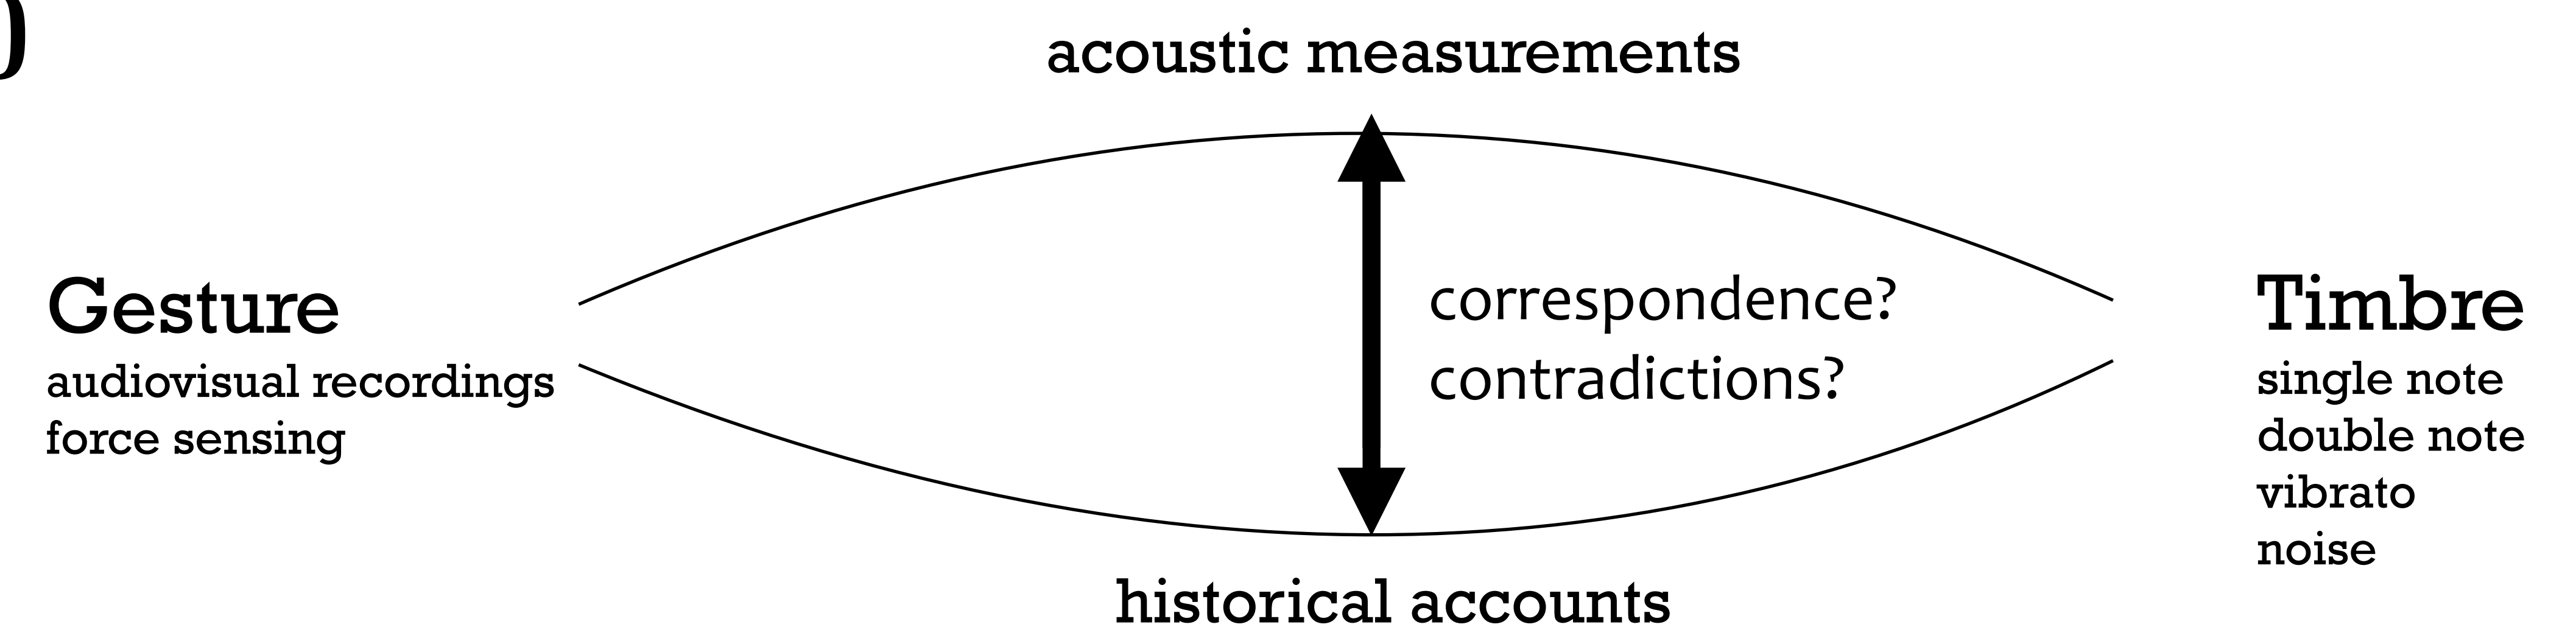 acoustic measurements
Gesture
audiovisual recordings
force sensing
correspondence?
contradictions?
Timbre
single note
double note
vibrato
noise
historical accounts